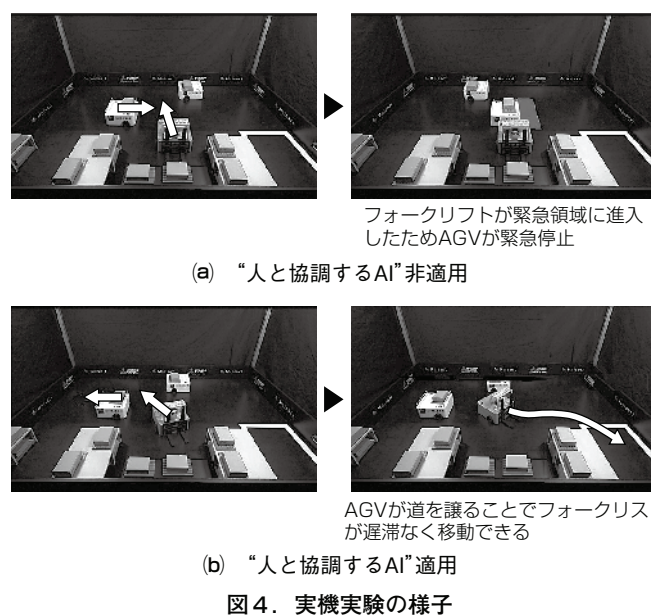 フォークリフトが緊急領域に進入
したためAGVが緊急停止
(a) “人と協調するAI”非適用
AGVが道を譲ることでフォークリス
が遅滞なく移動できる
(b) “人と協調するAI”適用
図4．実機実験の様子